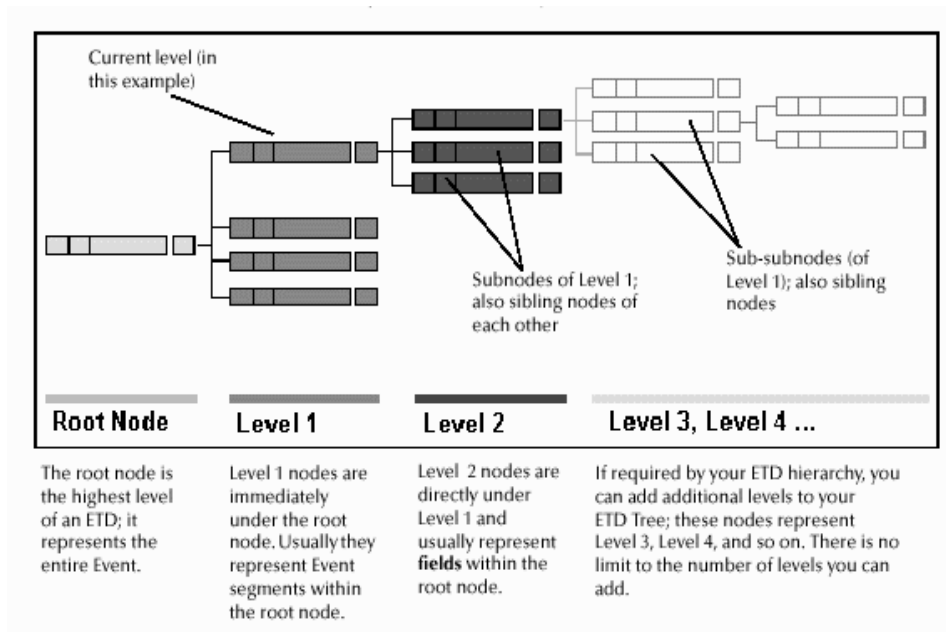 Current level (in
this example)
Subnodes of Level 1;
also sibling nodes of
each other
Sub-subnodes (of
Level 1); also sibling
nodes
Root Node
Level 1
Level 2
Level 3, Level 4 ...
The root node is
the highest level
of an ETD; it
represents the
entire Event.
Level 1 nodes are
immediately
under the root
node. Usually they
represent Event
segments within
the root node.
Level 2 nodes are
directly under
Level 1 and
usually represent
fields within the
root node.
If required by your ETD hierarchy, you
can add additional levels to your
ETD Tree; these nodes represent
Level 3, Level 4, and so on. There is no
limit to the number of levels you can
add.